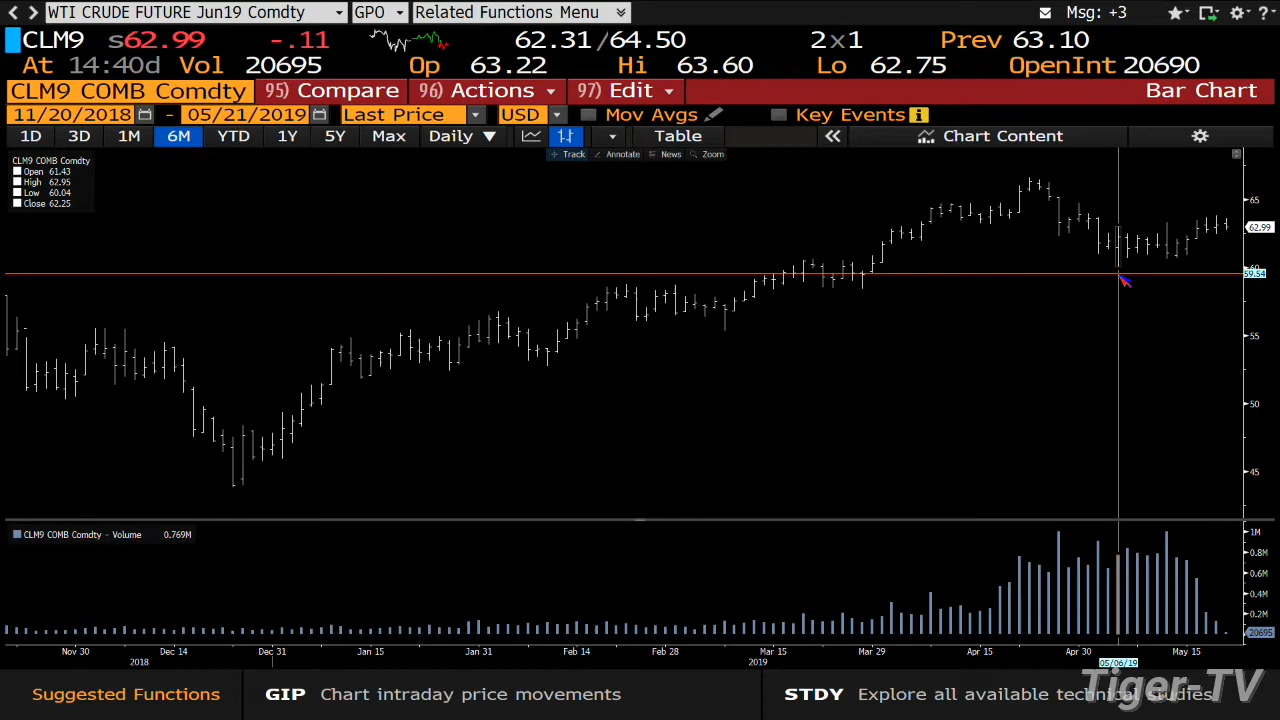 WTI CRUDE FUTURE Jun19 Comdty GPO Related Functions Menu Msg: +3
CLM9 s62.99 -.11 62.31/64.50 2x1 Prev 63.10
At 14:40d Vol 20695 Op 63.22 Hi 63.60 Lo 62.75 OpenInt 20690
CLM9 COMB Comdty 95) Compare 96) Actions 97) Edit Bar Chart
11/20/2018 - 05/21/2019 Last Price USD Mov Avgs Key Events
1D 3D 1M 6M YTD 1Y 5Y Max Daily Table Chart Content
Track Annotate News Zoom
CLM9 COMB Comdty
Open 61.43
High 62.95
Low 60.04
Close 62.25
65
62.99
60
59.54
55
50
45
CLM9 COMB Comdty - Volume 0.769M
1M
0.8M
0.6M
0.4M
0.2M
20695
Nov 30 Dec 14 Dec 31 Jan 15 Jan 31 Feb 14 Feb 28 Mar 15 Mar 29 Apr 15 Apr 30 May 15
2018 2019 05/06/19
Suggested Functions GIP Chart intraday price movements STDY Explore all available technical studies
Tiger-TV